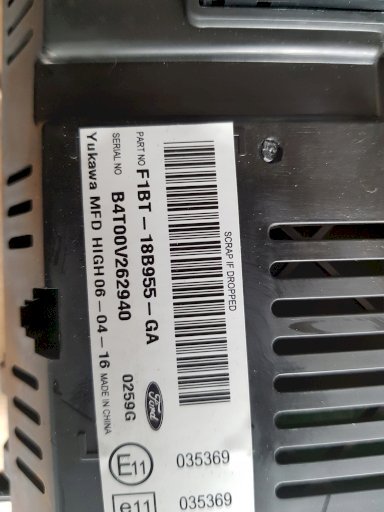 SCRAP IF DROPPED
PART NO F1BT-18B955-GA
SERIAL NO B4T00V262940 0259G
Yukawa MFD HIGH 06-04-16 MADE IN CHINA
Ford
E11 035369
e11 035369